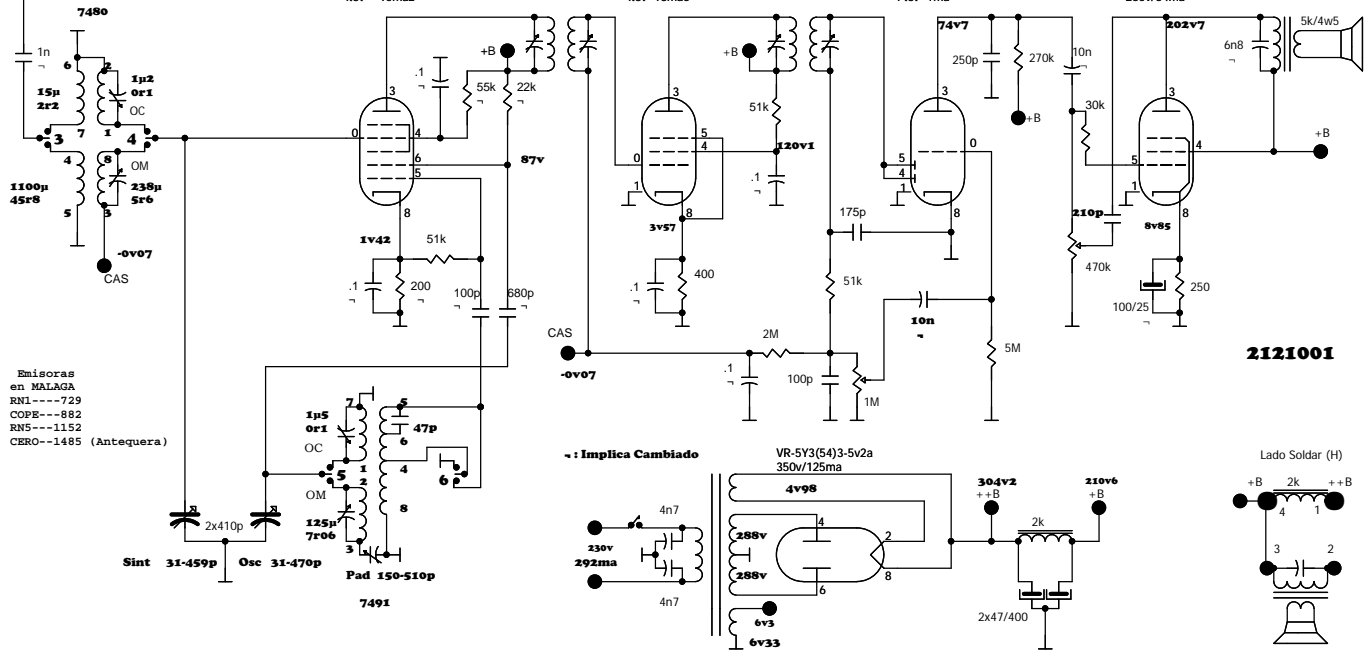 7480
1n
¬
6
2
15µ
2r2
1µ2
0r1
OC
7
1
3
4
4
8
OM
1100µ
45r8
238µ
5r6
5
3
-0v07
CAS
3
.1
¬
55k
¬
22k
¬
+B
0
4
6
5
87v
8
1v42
51k
.1
¬
200
100p
¬
680p
¬
Emisoras
en MALAGA
RN1----729
COPE---882
RN5---1152
CERO--1485 (Antequera)
7
5
1µ5
0r1
47p
6
OC
1
4
5
2
6
OM
8
125µ
7r06
3
2x410p
Sint 31-459p
Osc 31-470p
Pad 150-510p
7491
+B
3
51k
5
4
120v1
0
.1
¬
1
8
3v57
.1
¬
400
CAS
-0v07
2M
.1
¬
100p
51k
175p
1M
10n
¬
5M
74v7
3
250p
¬
270k
+B
0
5
4
1
8
10n
¬
30k
210p
470k
202v7
3
5
4
1
8
8v85
100/25
¬
250
6n8
¬
5k/4w5
+B
2121001
¬ : Implica Cambiado
VR-5Y3(54)3-5v2a
350v/125ma
4v98
4n7
230v
292ma
4n7
288v
288v
4
2
6
8
6v3
6v33
304v2
++B
210v6
+B
2k
2x47/400
Lado Soldar (H)
+B
2k
++B
4
1
3
2